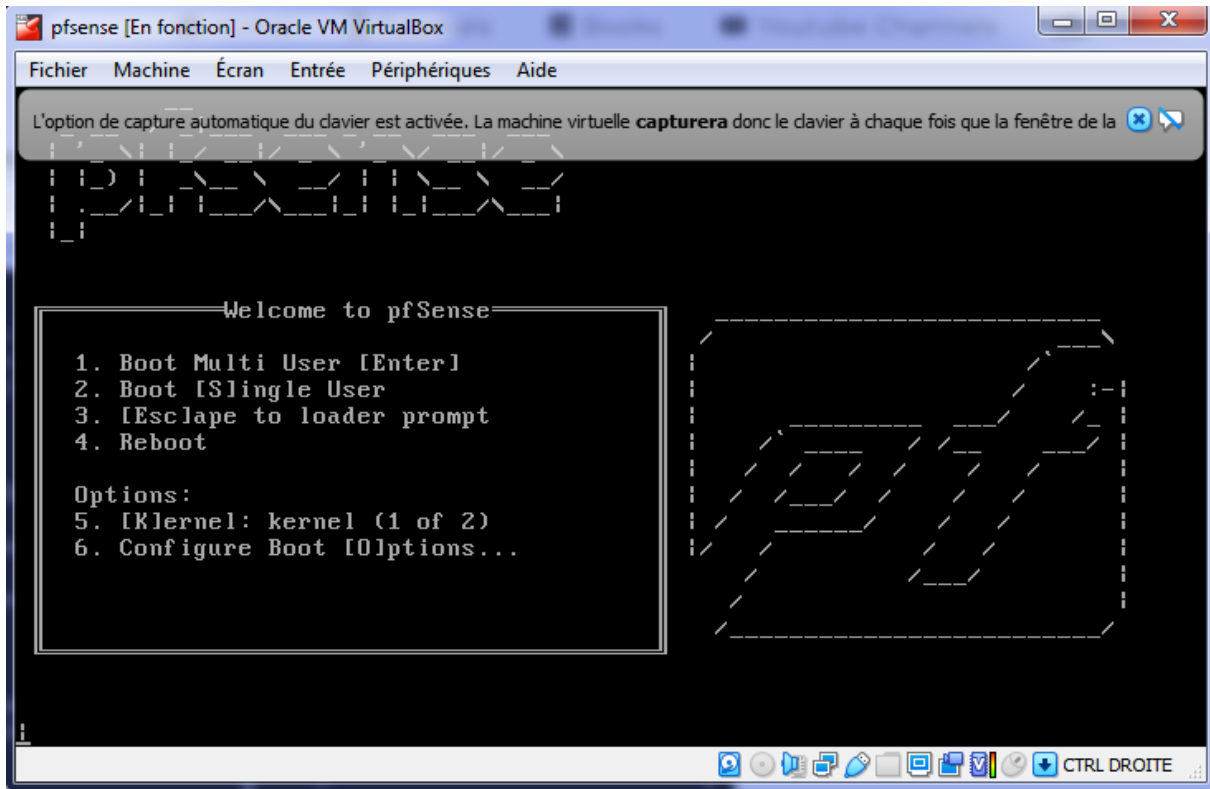 pfsense [En fonction] - Oracle VM VirtualBox
Fichier Machine Écran Entrée Périphériques Aide
L'option de capture automatique du clavier est activée. La machine virtuelle capturera donc le clavier à chaque fois que la fenêtre de la
Welcome to pfSense
1. Boot Multi User [Enter]
2. Boot [S]ingle User
3. [Esc]ape to loader prompt
4. Reboot
Options:
5. [K]ernel: kernel (1 of 2)
6. Configure Boot [O]ptions...
pf
CTRL DROITE